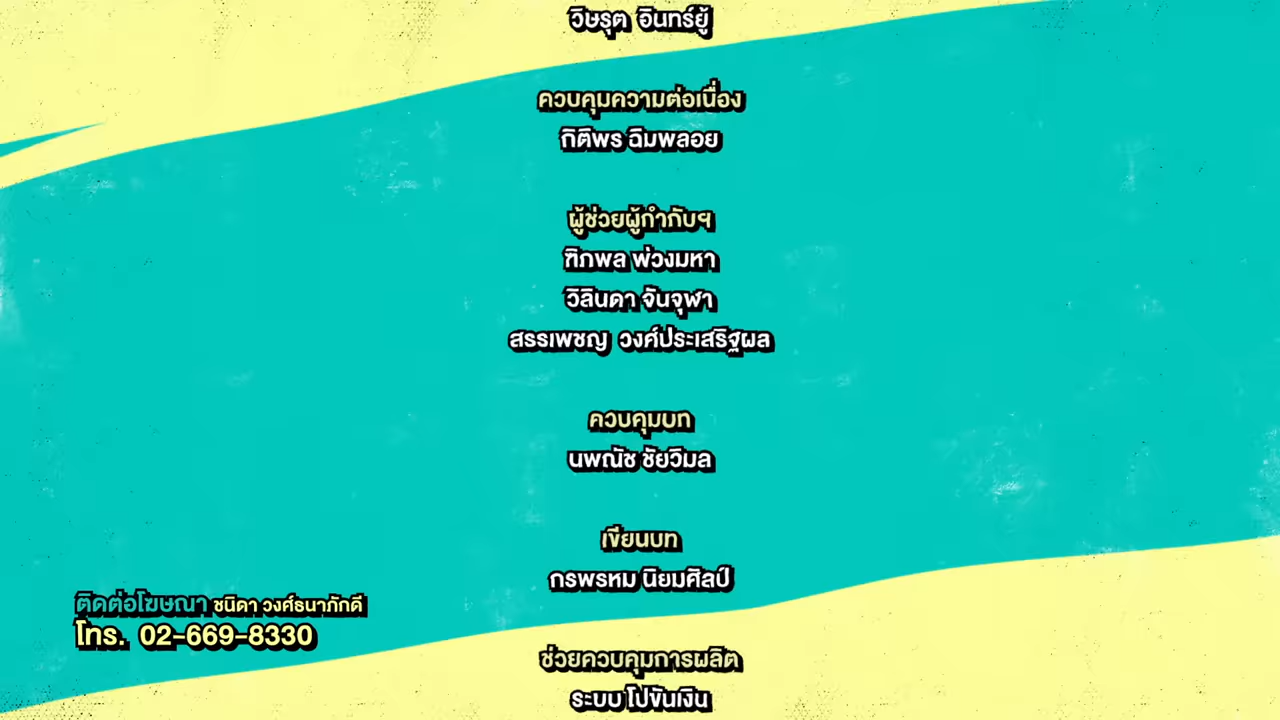 วิษรุต อินทร์ยู้
ควบคุมความต่อเนื่อง
กิติพร ฉิมพลอย
ผู้ช่วยผู้กำกับฯ
ฑิภพล พ่วงมหา
วิลินดา จันจุฬา
สรรเพชญ วงศ์ประเสริฐผล
ควบคุมบท
นพณัช ชัยวิมล
เขียนบท
กรพรหม นิยมศิลป์
ติดต่อโฆษณา ชนิดา วงศ์ธนาภักดี
โทร. 02-669-8330
ช่วยควบคุมการผลิต
ระบบ โปขันเงิน